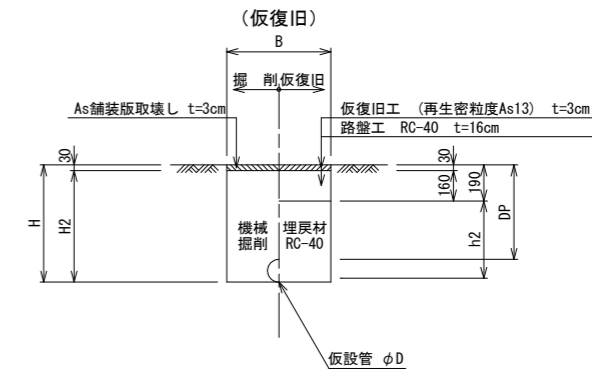 (仮復旧)
B
掘 削 仮復旧
As舗装版取壊し t=3cm
仮復旧工 (再生密粒度As13) t=3cm
路盤工 RC-40 t=16cm
30
30
160
190
H
H2
DP
h2
機械
掘削
埋戻材
RC-40
仮設管 φD